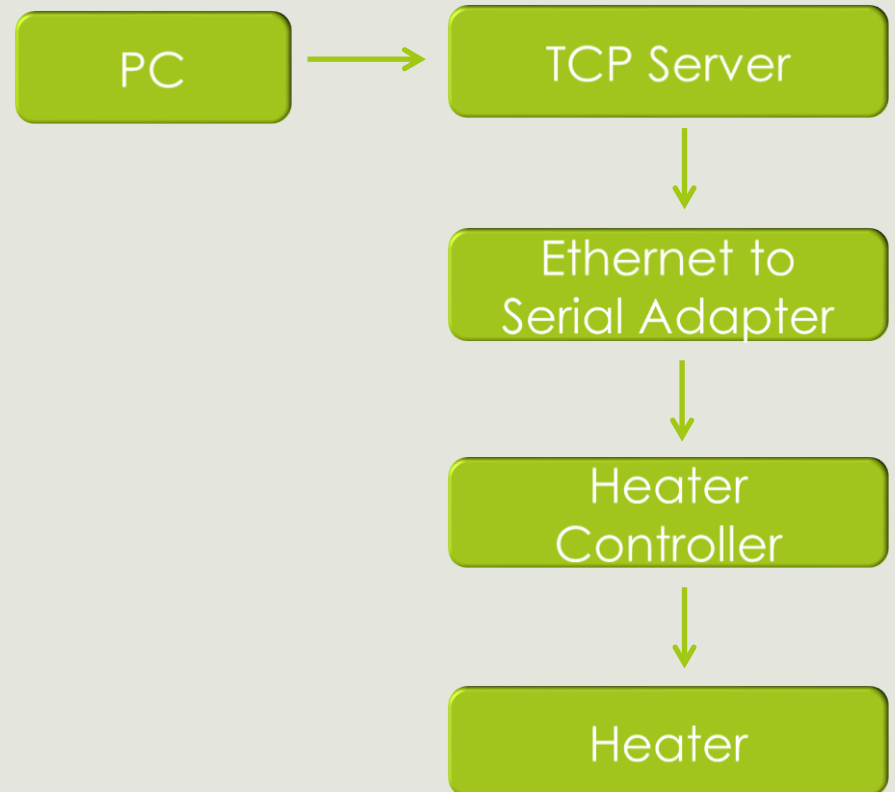 PC
TCP Server
Ethernet to
Serial Adapter
Heater
Controller
Heater